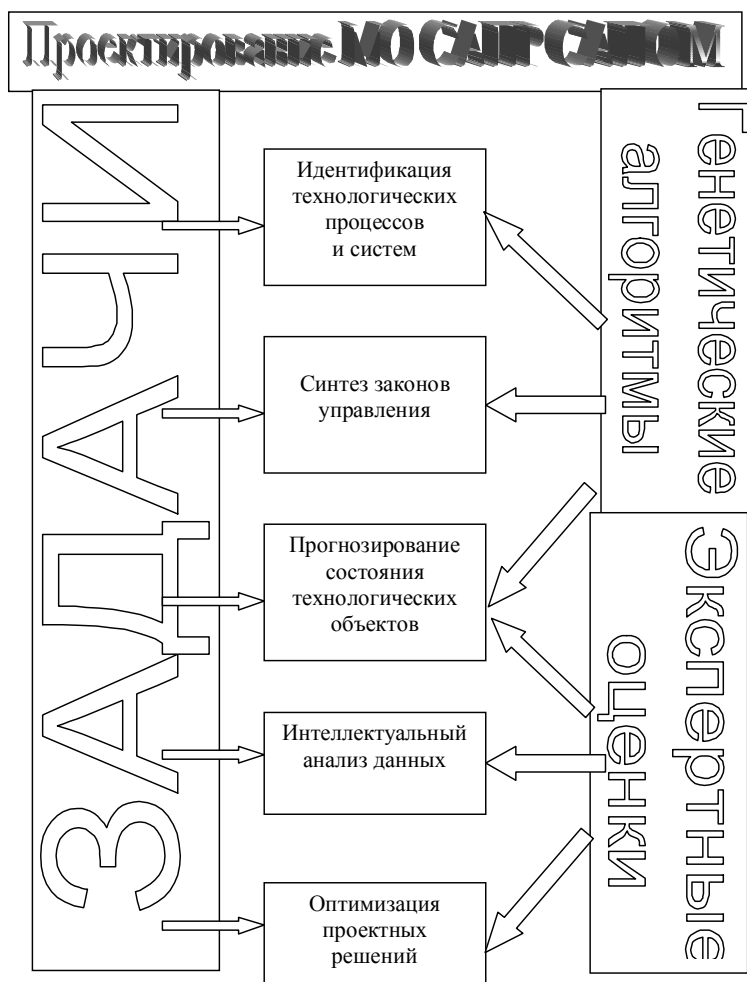 Проектирование МО САПР
ЗАДАЧИ
Идентификация
технологических
процессов
и систем
Синтез законов
управления
Прогнозирование
состояния
технологических
объектов
Интеллектуальный
анализ данных
Оптимизация
проектных
решений
Генетические
алгоритмы
Экспертные
оценки